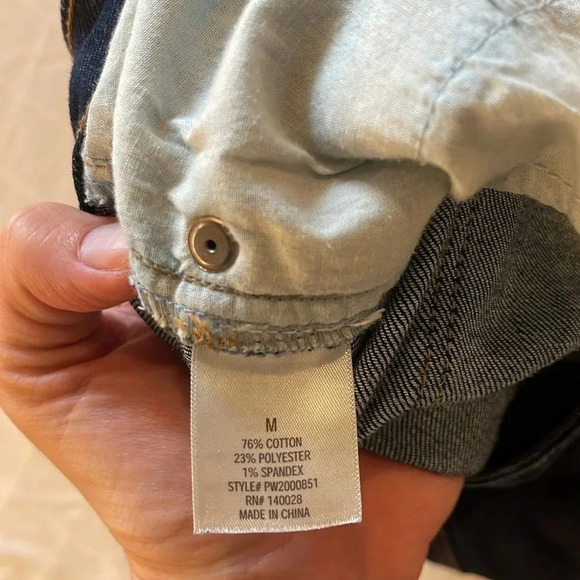 M
76% COTTON
23% POLYESTER
1% SPANDEX
STYLE# PW2000851
RN# 140028
MADE IN CHINA